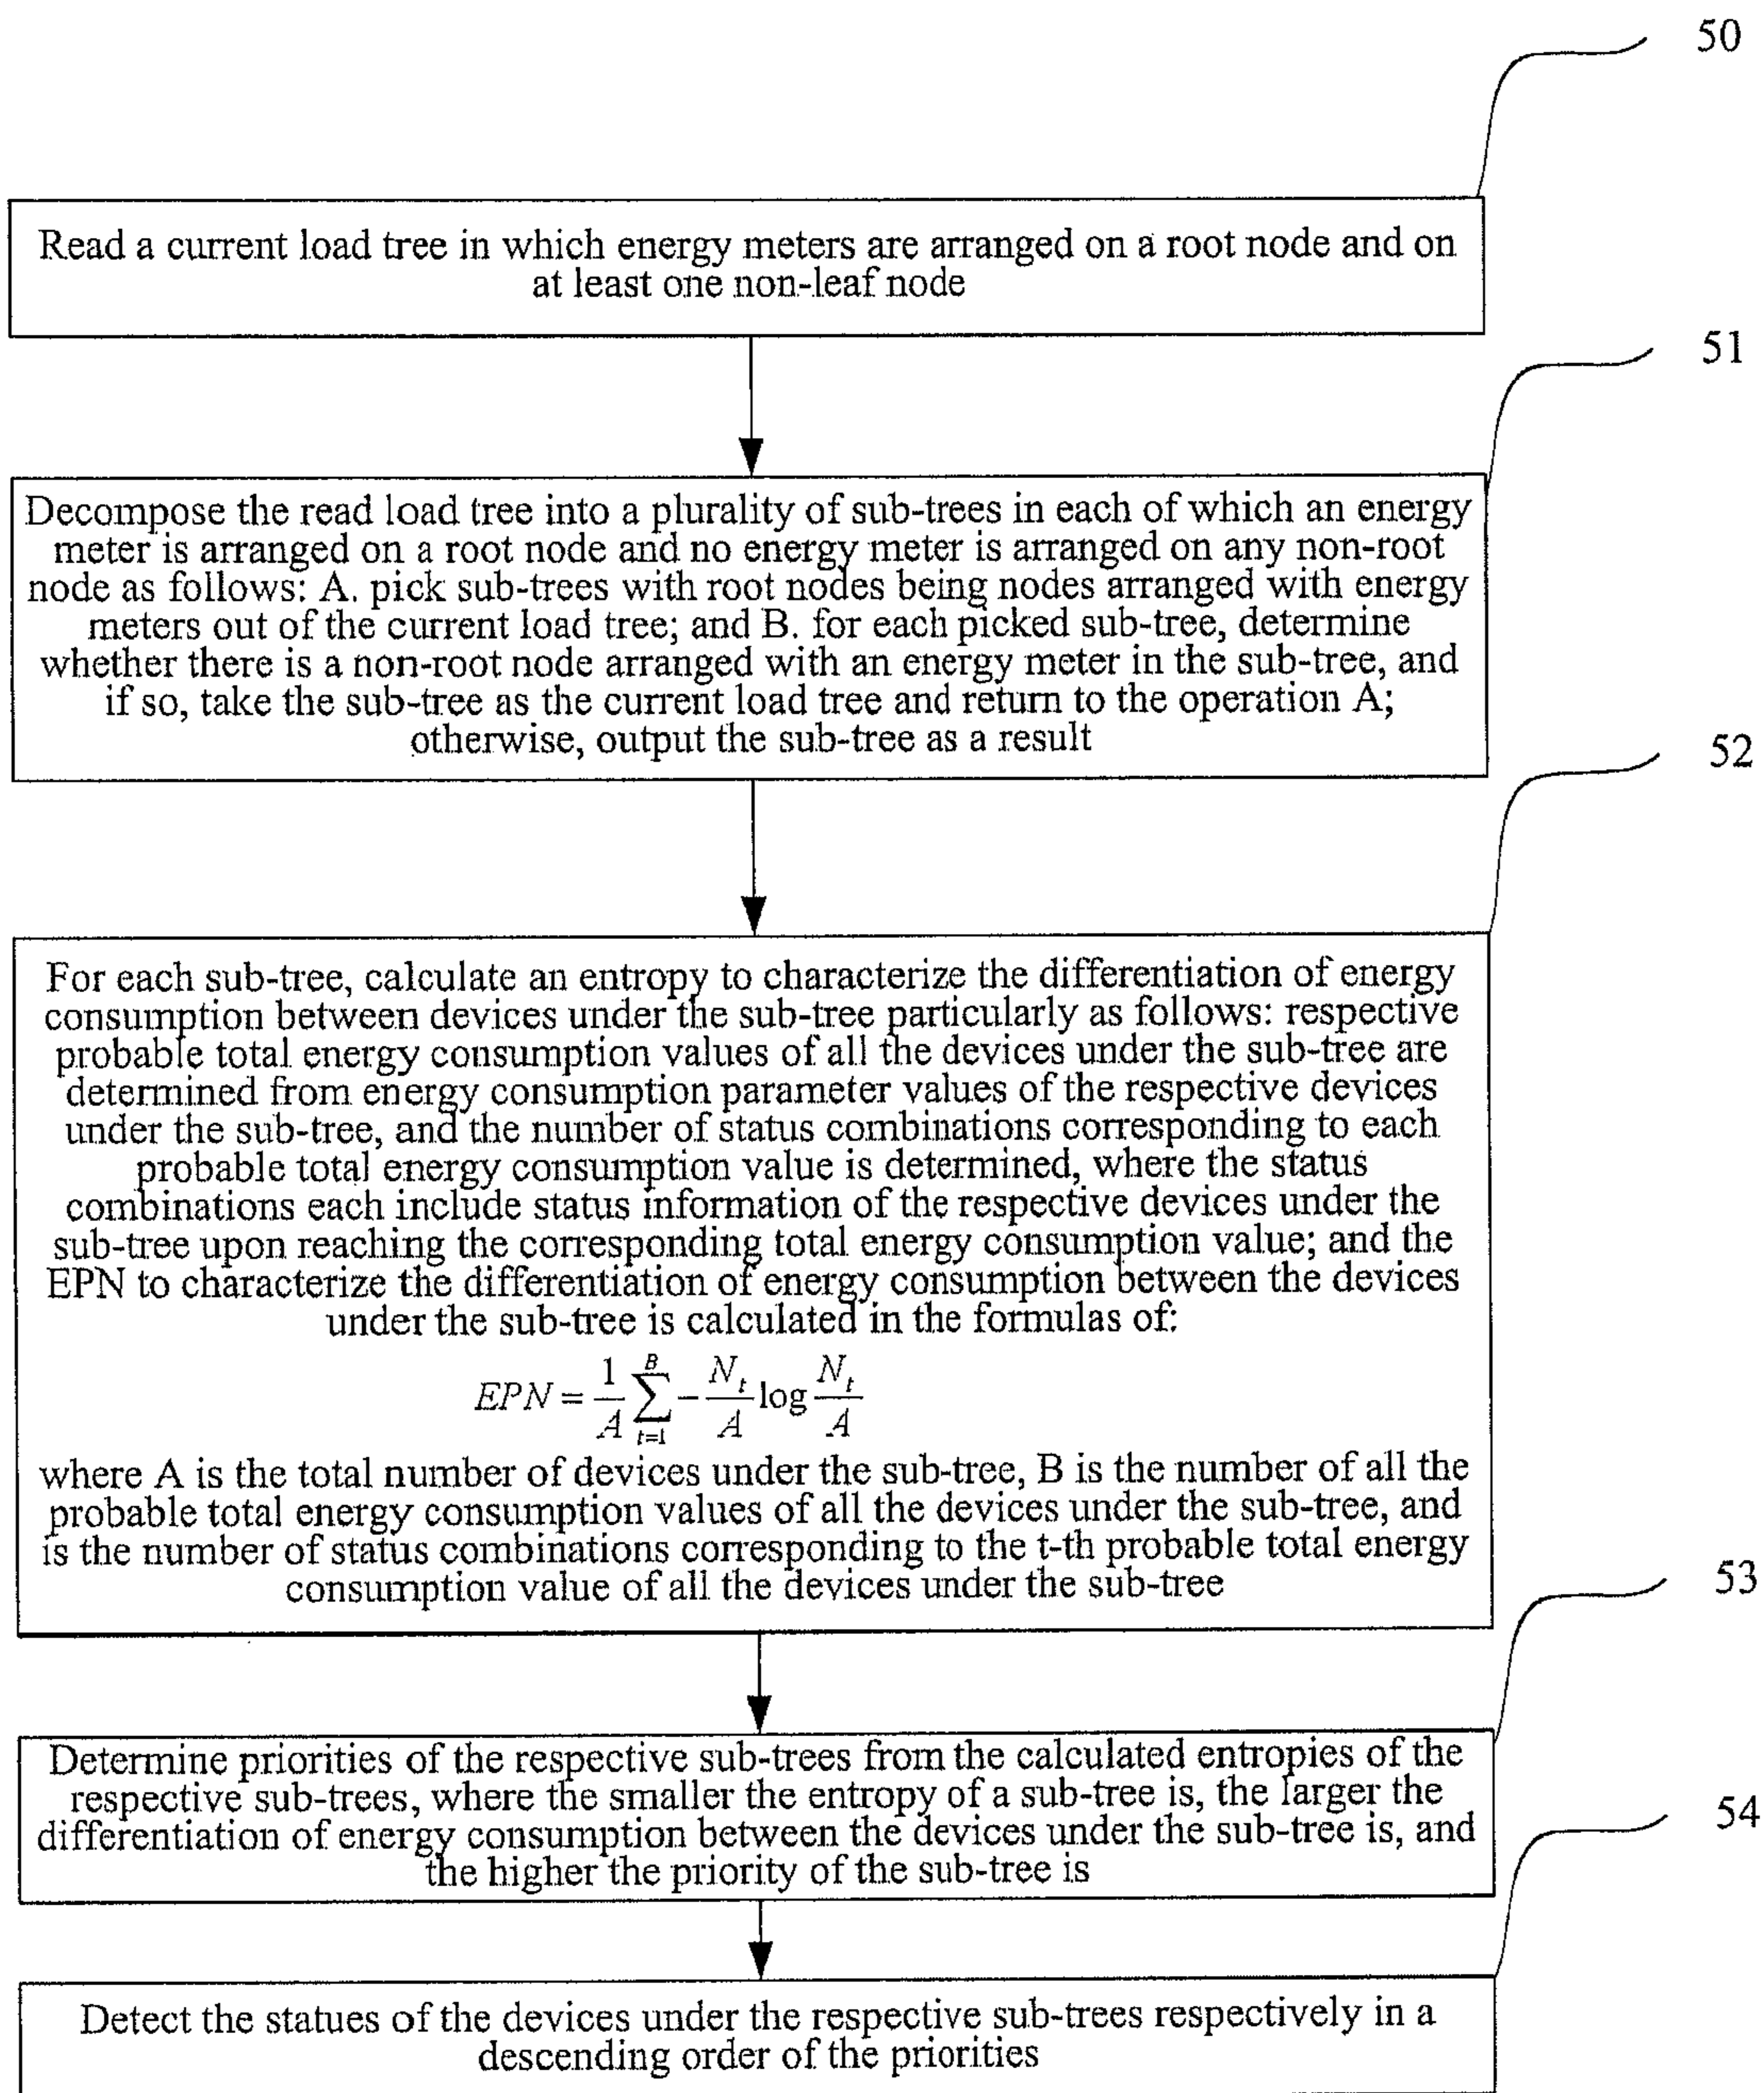 50
Read a current load tree in which energy meters are arranged on a root node and on
at least one non-leaf node
51
Decompose the read load tree into a plurality of sub-trees in each of which an energy
meter is arranged on a root node and no energy meter is arranged on any non-root
node as follows: A. pick sub-trees with root nodes being nodes arranged with energy
meters out of the current load tree; and B. for each picked sub-tree, determine
whether there is a non-root node arranged with an energy meter in the sub-tree, and
if so, take the sub-tree as the current load tree and return to the operation A;
otherwise, output the sub-tree as a result
52
For each sub-tree, calculate an entropy to characterize the differentiation of energy
consumption between devices under the sub-tree particularly as follows: respective
probable total energy consumption values of all the devices under the sub-tree are
determined from energy consumption parameter values of the respective devices
under the sub-tree, and the number of status combinations corresponding to each
probable total energy consumption value is determined, where the status
combinations each include status information of the respective devices under the
sub-tree upon reaching the corresponding total energy consumption value; and the
EPN to characterize the differentiation of energy consumption between the devices
under the sub-tree is calculated in the formulas of:
EPN = \frac{1}{A} \sum_{t=1}^{B} - \frac{N_t}{A} \log \frac{N_t}{A}
where A is the total number of devices under the sub-tree, B is the number of all the
probable total energy consumption values of all the devices under the sub-tree, and
is the number of status combinations corresponding to the t-th probable total energy
consumption value of all the devices under the sub-tree
53
Determine priorities of the respective sub-trees from the calculated entropies of the
respective sub-trees, where the smaller the entropy of a sub-tree is, the larger the
differentiation of energy consumption between the devices under the sub-tree is, and
the higher the priority of the sub-tree is
54
Detect the statues of the devices under the respective sub-trees respectively in a
descending order of the priorities